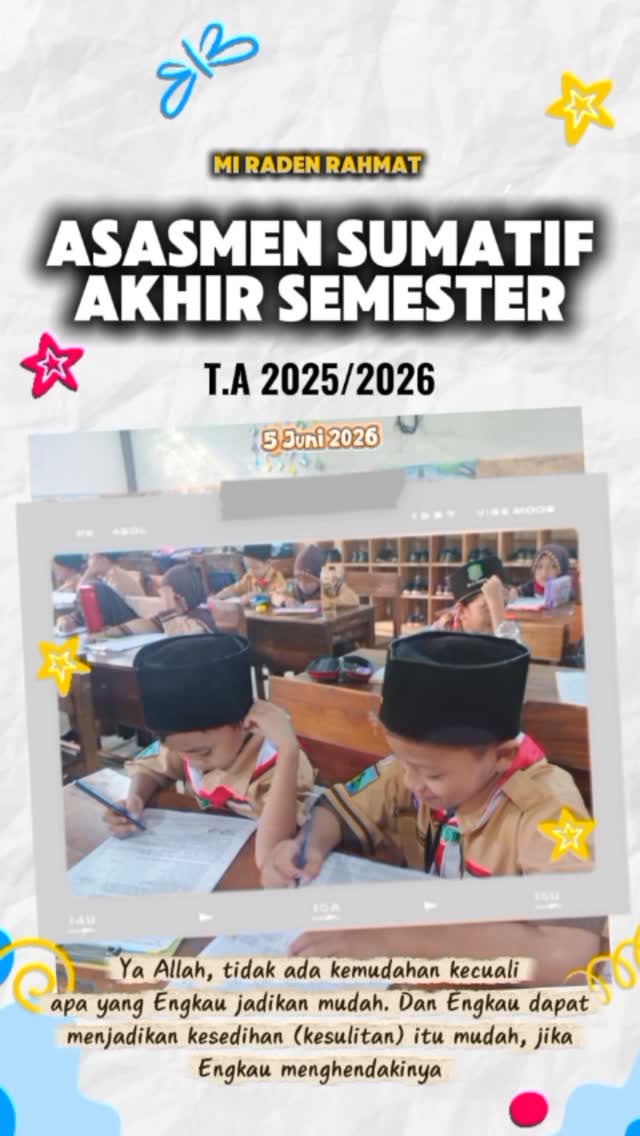 MI RADEN RAHMAT
ASASMEN SUMATIF
AKHIR SEMESTER
T.A 2025/2026
5 Juni 2026
Ya Allah, tidak ada kemudahan kecuali
apa yang Engkau jadikan mudah. Dan Engkau dapat
menjadikan kesedihan (kesulitan) itu mudah, jika
Engkau menghendakinya